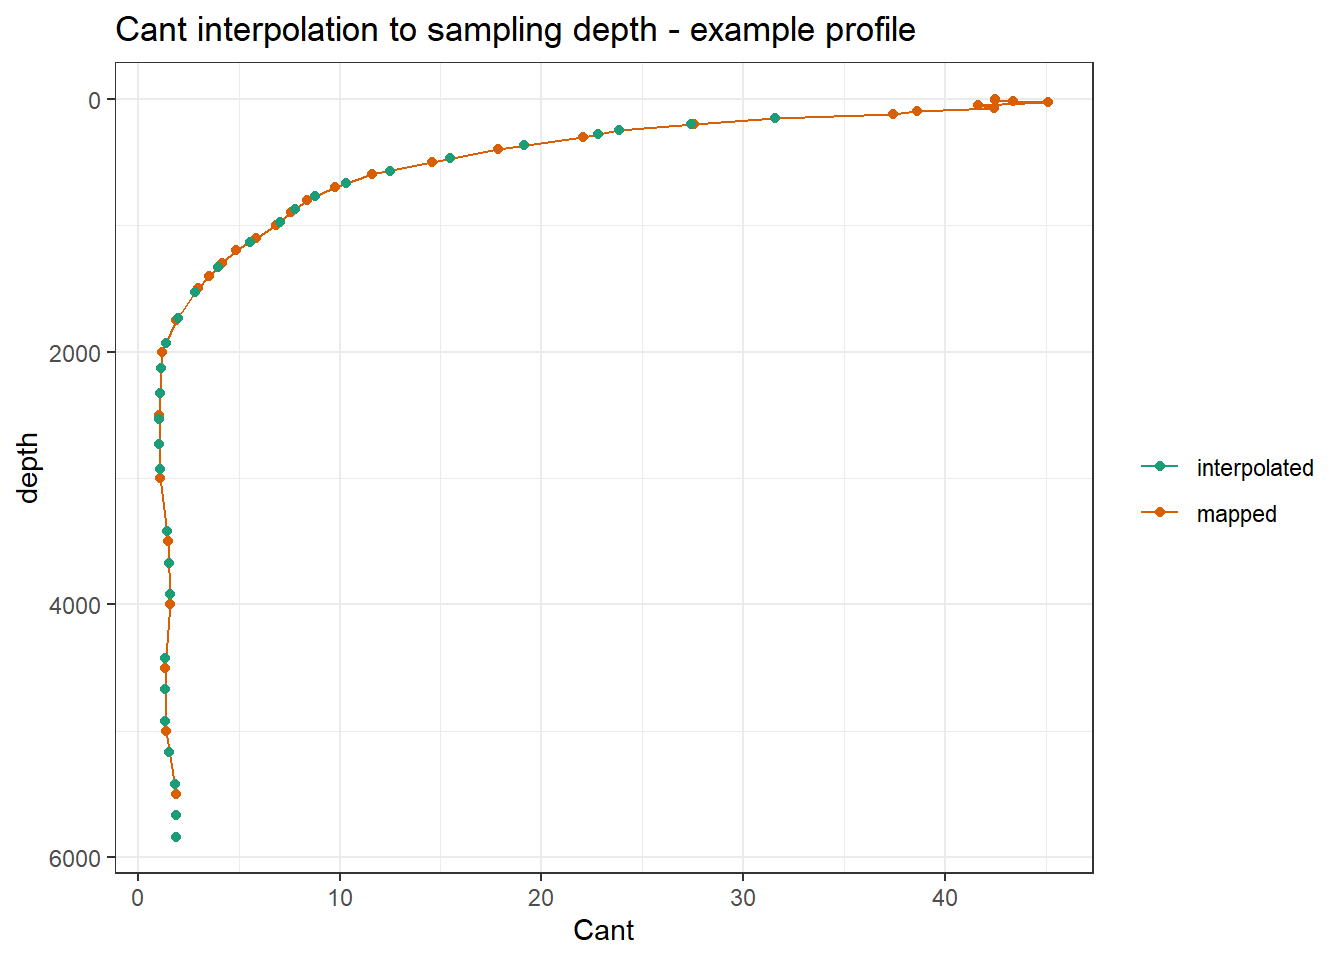 Cant interpolation to sampling depth - example profile
0
2000
4000
6000
depth
0
10
20
30
40
Cant
interpolated
mapped